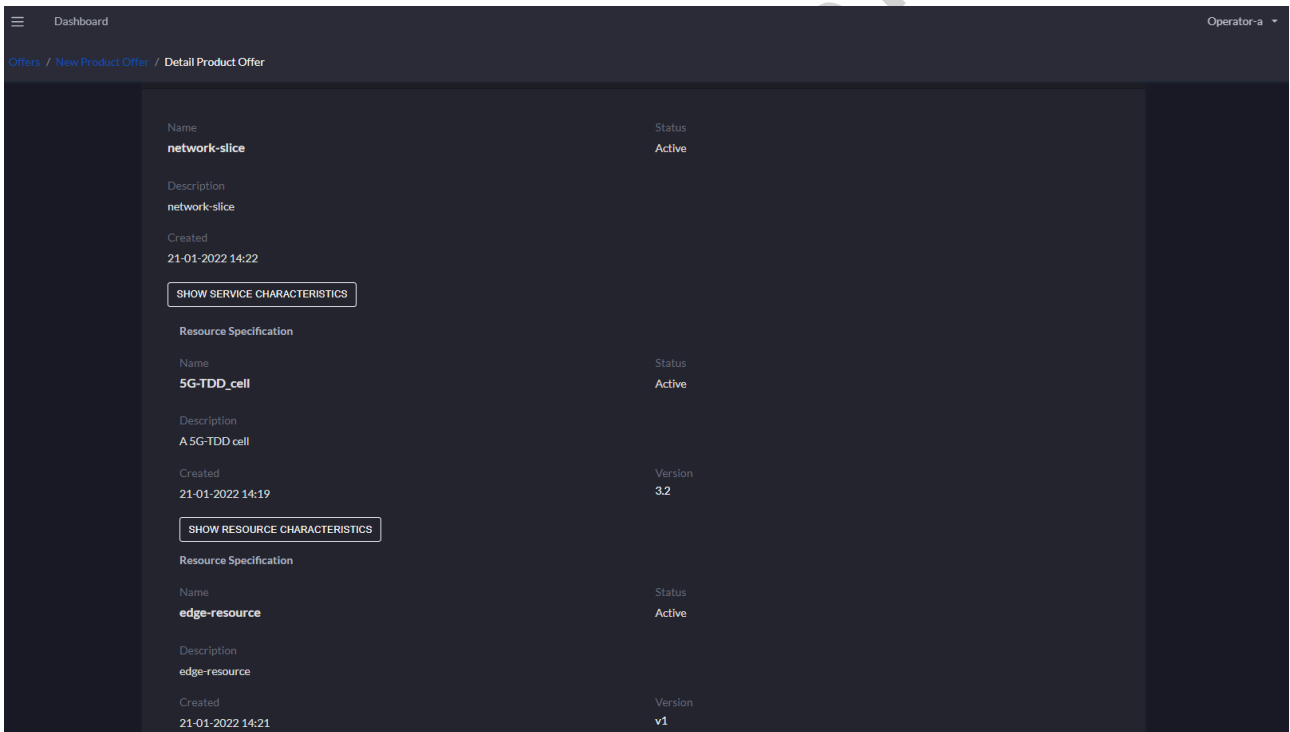 Dashboard
Operator-a
Offers / New Product Offer / Detail Product Offer
Name
Status
network-slice
Active
Description
network-slice
Created
21-01-2022 14:22
SHOW SERVICE CHARACTERISTICS
Resource Specification
Name
Status
5G-TDD_cell
Active
Description
A 5G-TDD cell
Created
Version
21-01-2022 14:19
3.2
SHOW RESOURCE CHARACTERISTICS
Resource Specification
Name
Status
edge-resource
Active
Description
edge-resource
Created
Version
21-01-2022 14:21
v1